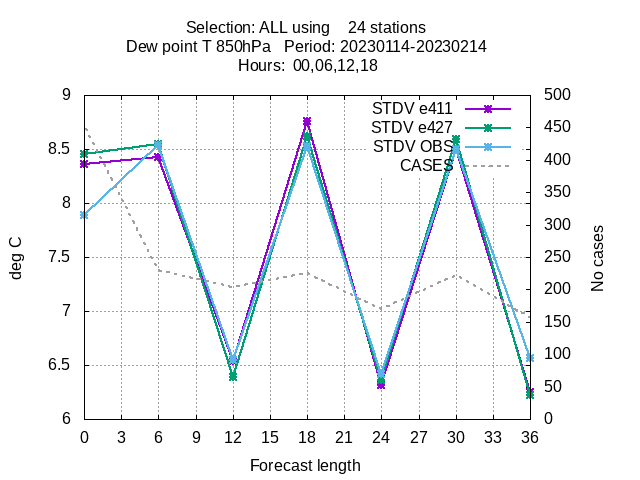 Selection: ALL using    24 stations
Dew point T 850hPa   Period: 20230114-20230214
Hours:  00,06,12,18
9
8.5
8
7.5
7
6.5
6
deg C
500
450
400
350
300
250
200
150
100
50
0
No cases
STDV e411
STDV e427
STDV OBS
CASES
0 3 6 9 12 15 18 21 24 27 30 33 36
Forecast length